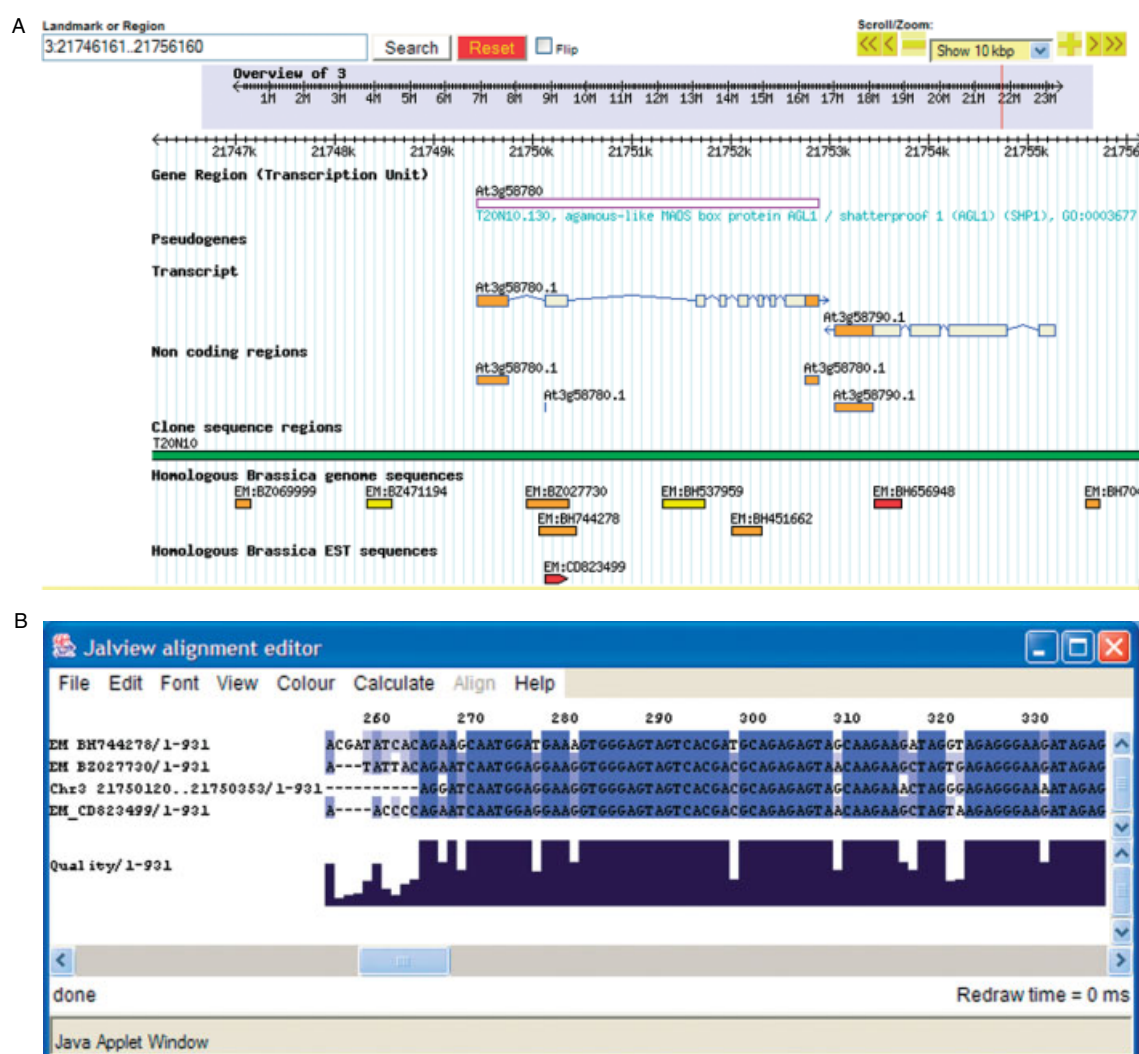 A
Landmark or Region
3:21746161..21756160
Search
Reset
Flip
Scroll/Zoom:
Show 10 kbp
Overview of 3
1M 2M 3M 4M 5M 6M 7M 8M 9M 10M 11M 12M 13M 14M 15M 16M 17M 18M 19M 20M 21M 22M 23M
21747k 21748k 21749k 21750k 21751k 21752k 21753k 21754k 21755k 21756
Gene Region (Transcription Unit)
At3g58780
T20N10.130, agamous-like MADS box protein AGL1 / shatterproof 1 (AGL1) (SHP1), GO:0003677
Pseudogenes
Transcript
At3g58780.1
At3g58790.1
Non coding regions
At3g58780.1 At3g58780.1
At3g58780.1 At3g58790.1
Clone sequence regions
T20N10
Homologous Brassica genome sequences
EM:BZ069999 EM:BZ471194 EM:BZ027730 EM:BH537959 EM:BH656948 EM:BH704
EM:BH744278 EM:BH451662
Homologous Brassica EST sequences
EM:CD823499
B
Jalview alignment editor
File Edit Font View Colour Calculate Align Help
260 270 280 290 300 310 320 330
EM BH744278/1-931 ACGATATCACAGAAGCAATGGATGAAAGTGGGAGTAGTCACGATGCAGAGAGTAGCAAGAAGATAGGTAGAGGGAAGATAGAG
EM BZ027730/1-931 A---TATTACAGAATCAATGGAGGAAGGTGGGAGTAGTCACGACGCAGAGAGTAACAAGAAGCTAGTGAGAGGGAAGATAGAG
Chr3 21750120..21750353/1-931 ----------AGGATCAATGGAGGAAGGTGGGAGTAGTCACGACGCAGAGAGTAGCAAGAAACTAGGGAGAGGGAAAATAGAG
EM_CD823499/1-931 A----ACCCCAGAATCAATGGAGGAAGGTGGGAGTAGTCACGACGCAGAGAGTAACAAGAAGCTAGTAAGAGGGAAGATAGAG
Quality/1-931
done
Redraw time = 0 ms
Java Applet Window